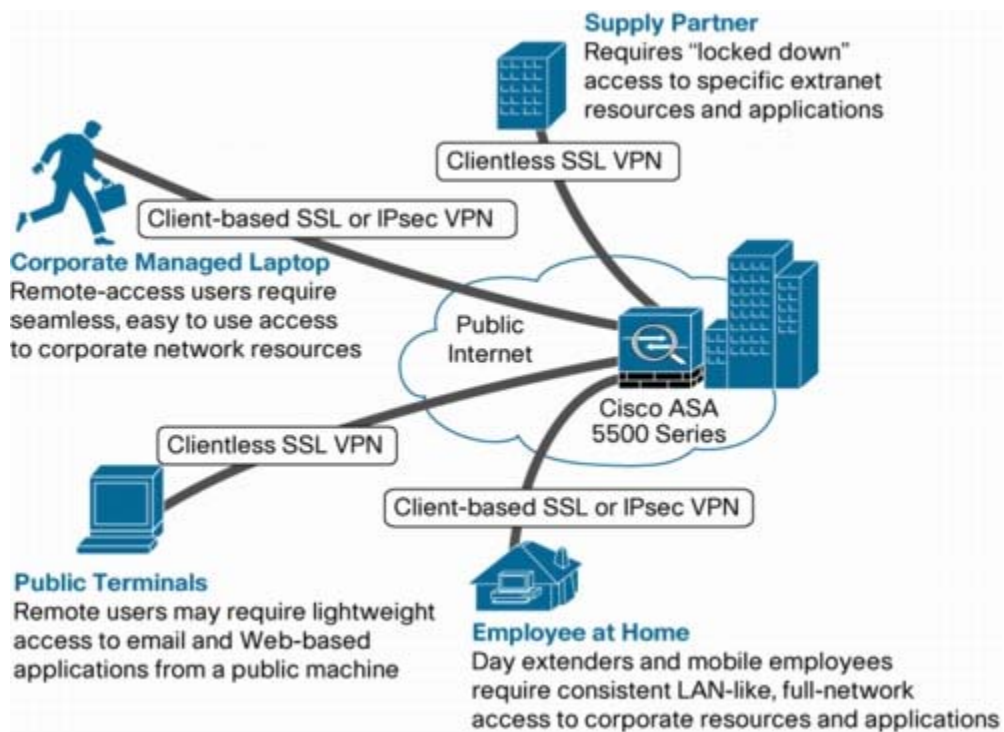 Supply Partner
Requires “locked down”
access to specific extranet
resources and applications
Clientless SSL VPN
Client-based SSL or IPsec VPN
Corporate Managed Laptop
Remote-access users require
seamless, easy to use access
to corporate network resources
Public
Internet
Cisco ASA
5500 Series
Clientless SSL VPN
Client-based SSL or IPsec VPN
Public Terminals
Remote users may require lightweight
access to email and Web-based
applications from a public machine
Employee at Home
Day extenders and mobile employees
require consistent LAN-like, full-network
access to corporate resources and applications